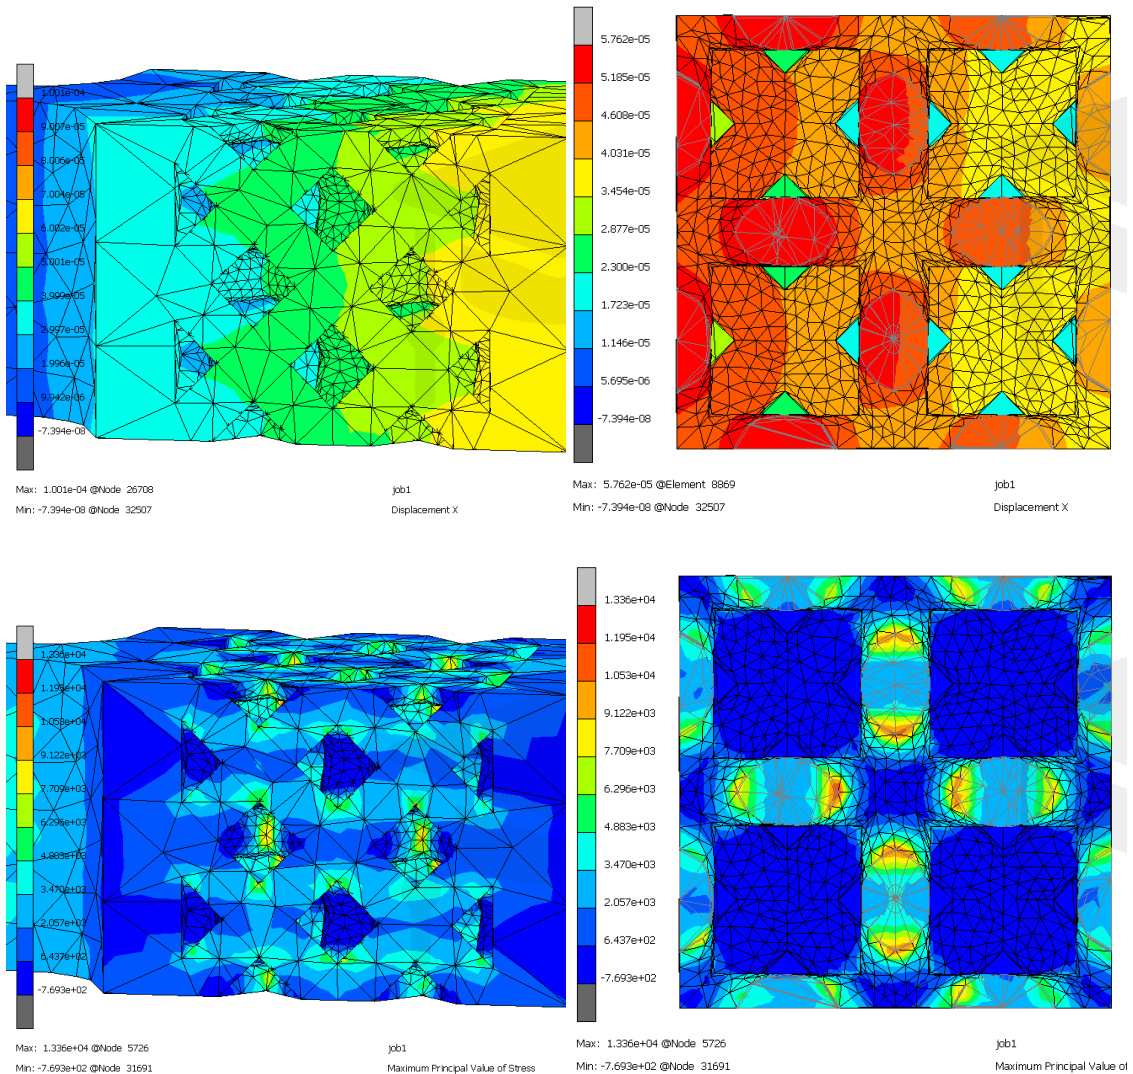 1.001e-04
9.007e-05
8.006e-05
7.004e-05
6.002e-05
5.001e-05
3.999e-05
2.997e-05
1.996e-05
9.942e-06
-7.394e-08
Max: 1.001e-04 @Node 26708
job1
Min: -7.394e-08 @Node 32507
Displacement X
5.762e-05
5.185e-05
4.608e-05
4.031e-05
3.454e-05
2.877e-05
2.300e-05
1.723e-05
1.146e-05
5.695e-06
-7.394e-08
Max: 5.762e-05 @Element 8869
job1
Min: -7.394e-08 @Node 32507
Displacement X
1.336e+04
1.195e+04
1.053e+04
9.122e+03
7.709e+03
6.296e+03
4.883e+03
3.470e+03
2.057e+03
6.437e+02
-7.693e+02
Max: 1.336e+04 @Node 5726
job1
Min: -7.693e+02 @Node 31691
Maximum Principal Value of Stress
1.336e+04
1.195e+04
1.053e+04
9.122e+03
7.709e+03
6.296e+03
4.883e+03
3.470e+03
2.057e+03
6.437e+02
-7.693e+02
Max: 1.336e+04 @Node 5726
job1
Min: -7.693e+02 @Node 31691
Maximum Principal Value of